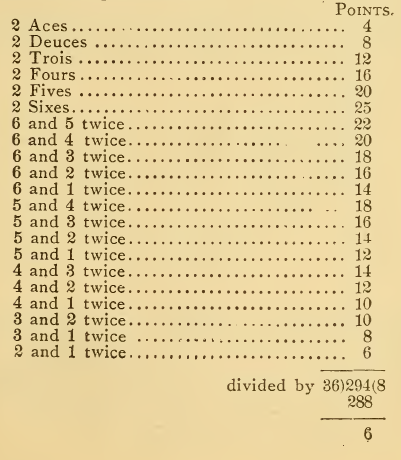 POINTS.
2 Aces 4
2 Deuces 8
2 Trois 12
2 Fours 16
2 Fives 20
2 Sixes 25
6 and 5 twice 22
6 and 4 twice 20
6 and 3 twice 18
6 and 2 twice 16
6 and 1 twice 14
5 and 4 twice 18
5 and 3 twice 16
5 and 2 twice 14
5 and 1 twice 12
4 and 3 twice 14
4 and 2 twice 12
4 and 1 twice 10
3 and 2 twice 10
3 and 1 twice 8
2 and 1 twice 6
divided by 36)294(8
288
6